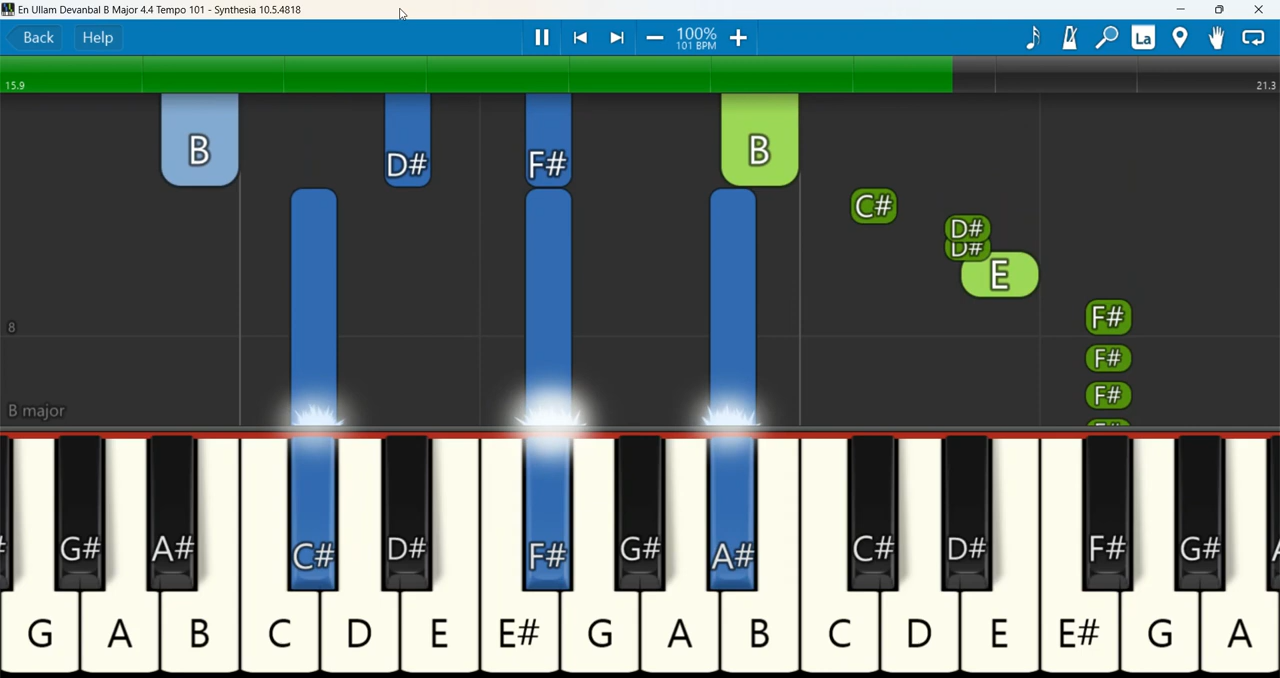 En Ullam Devanbal B Major 4.4 Tempo 101 - Synthesia 10.5.4818
Back Help 100% La
101 BPM
15.9 21.3
B D# F# B
C#
D#
D#
E
8 F#
F#
F#
B major
G# A# C# D# F# G# A# C# D# F# G#
G A B C D E E# G A B C D E E# G A